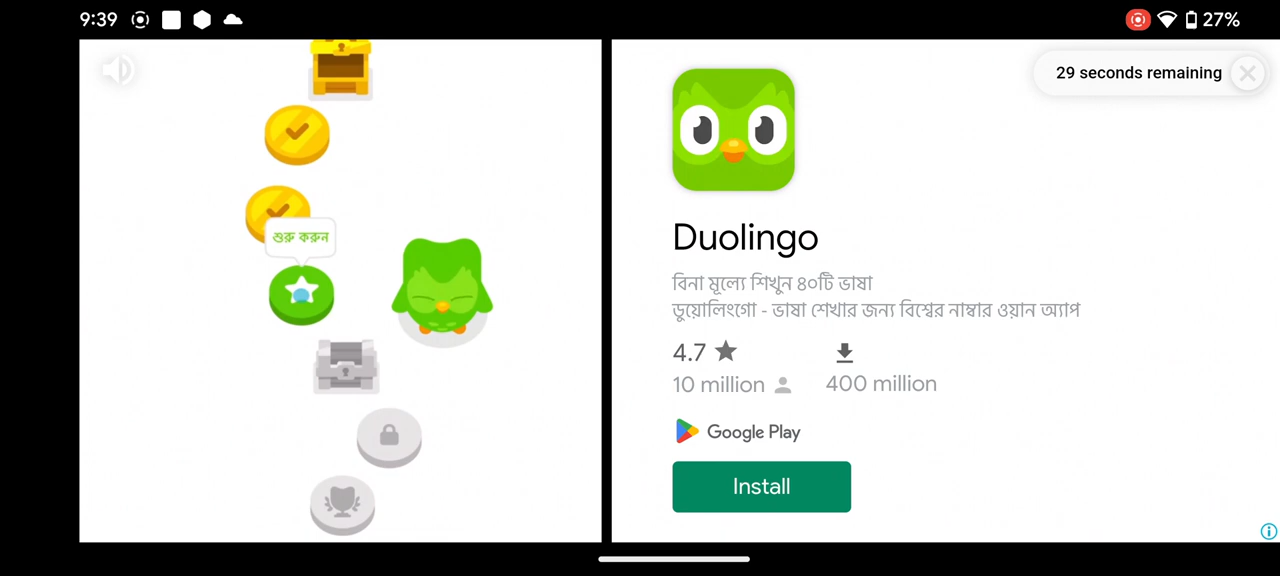 9:39
27%
29 seconds remaining
শুরু করুন
Duolingo
বিনা মূল্যে শিখুন ৪০টি ভাষা
ডুয়োলিংগো - ভাষা শেখার জন্য বিশ্বের নাম্বার ওয়ান অ্যাপ
4.7
10 million
400 million
Google Play
Install